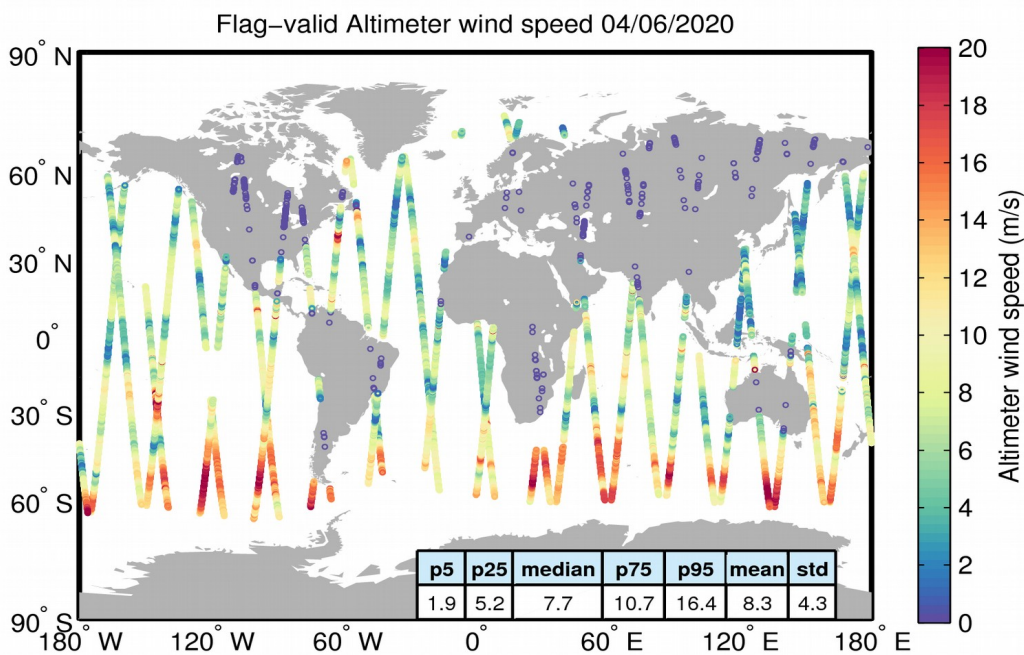 Flag−valid Altimeter wind speed 04/06/2020
90° N
60° N
30° N
0°
30° S
60° S
90° S
180° W 120° W 60° W 0° 60° E 120° E 180° E
p5 p25 median p75 p95 mean std
1.9 5.2 7.7 10.7 16.4 8.3 4.3
20
18
16
14
12
10
8
6
4
2
0
Altimeter wind speed (m/s)